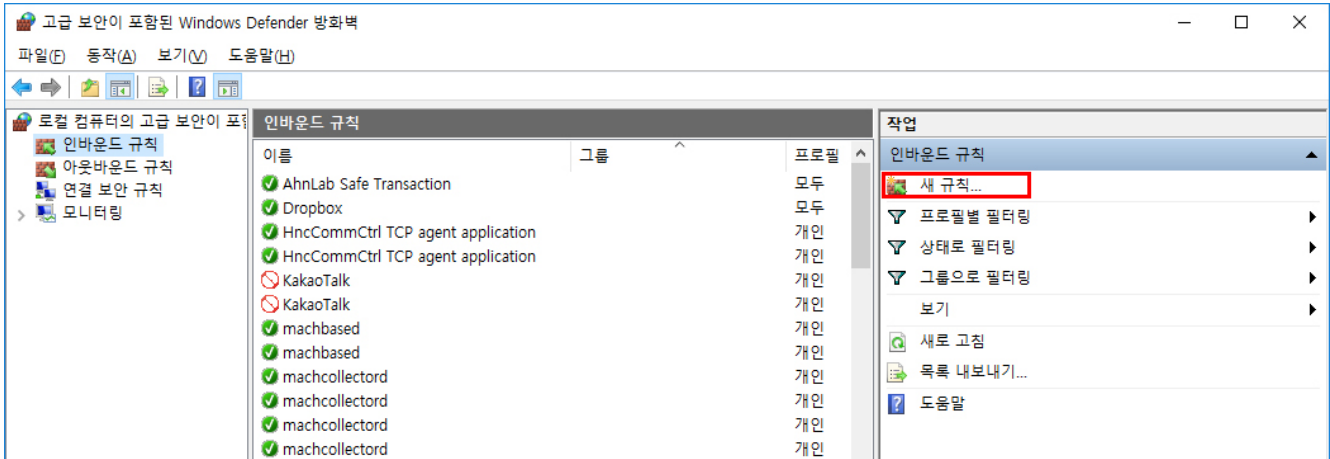 고급 보안이 포함된 Windows Defender 방화벽
파일(F) 동작(A) 보기(V) 도움말(H)
로컬 컴퓨터의 고급 보안이 포함
인바운드 규칙
아웃바운드 규칙
연결 보안 규칙
모니터링
인바운드 규칙
이름 그룹 프로필
AhnLab Safe Transaction 모두
Dropbox 모두
HncCommCtrl TCP agent application 개인
HncCommCtrl TCP agent application 개인
KakaoTalk 개인
KakaoTalk 개인
machbased 개인
machbased 개인
machcollectord 개인
machcollectord 개인
machcollectord 개인
machcollectord 개인
작업
인바운드 규칙
새 규칙...
프로필별 필터링
상태로 필터링
그룹으로 필터링
보기
새로 고침
목록 내보내기...
도움말